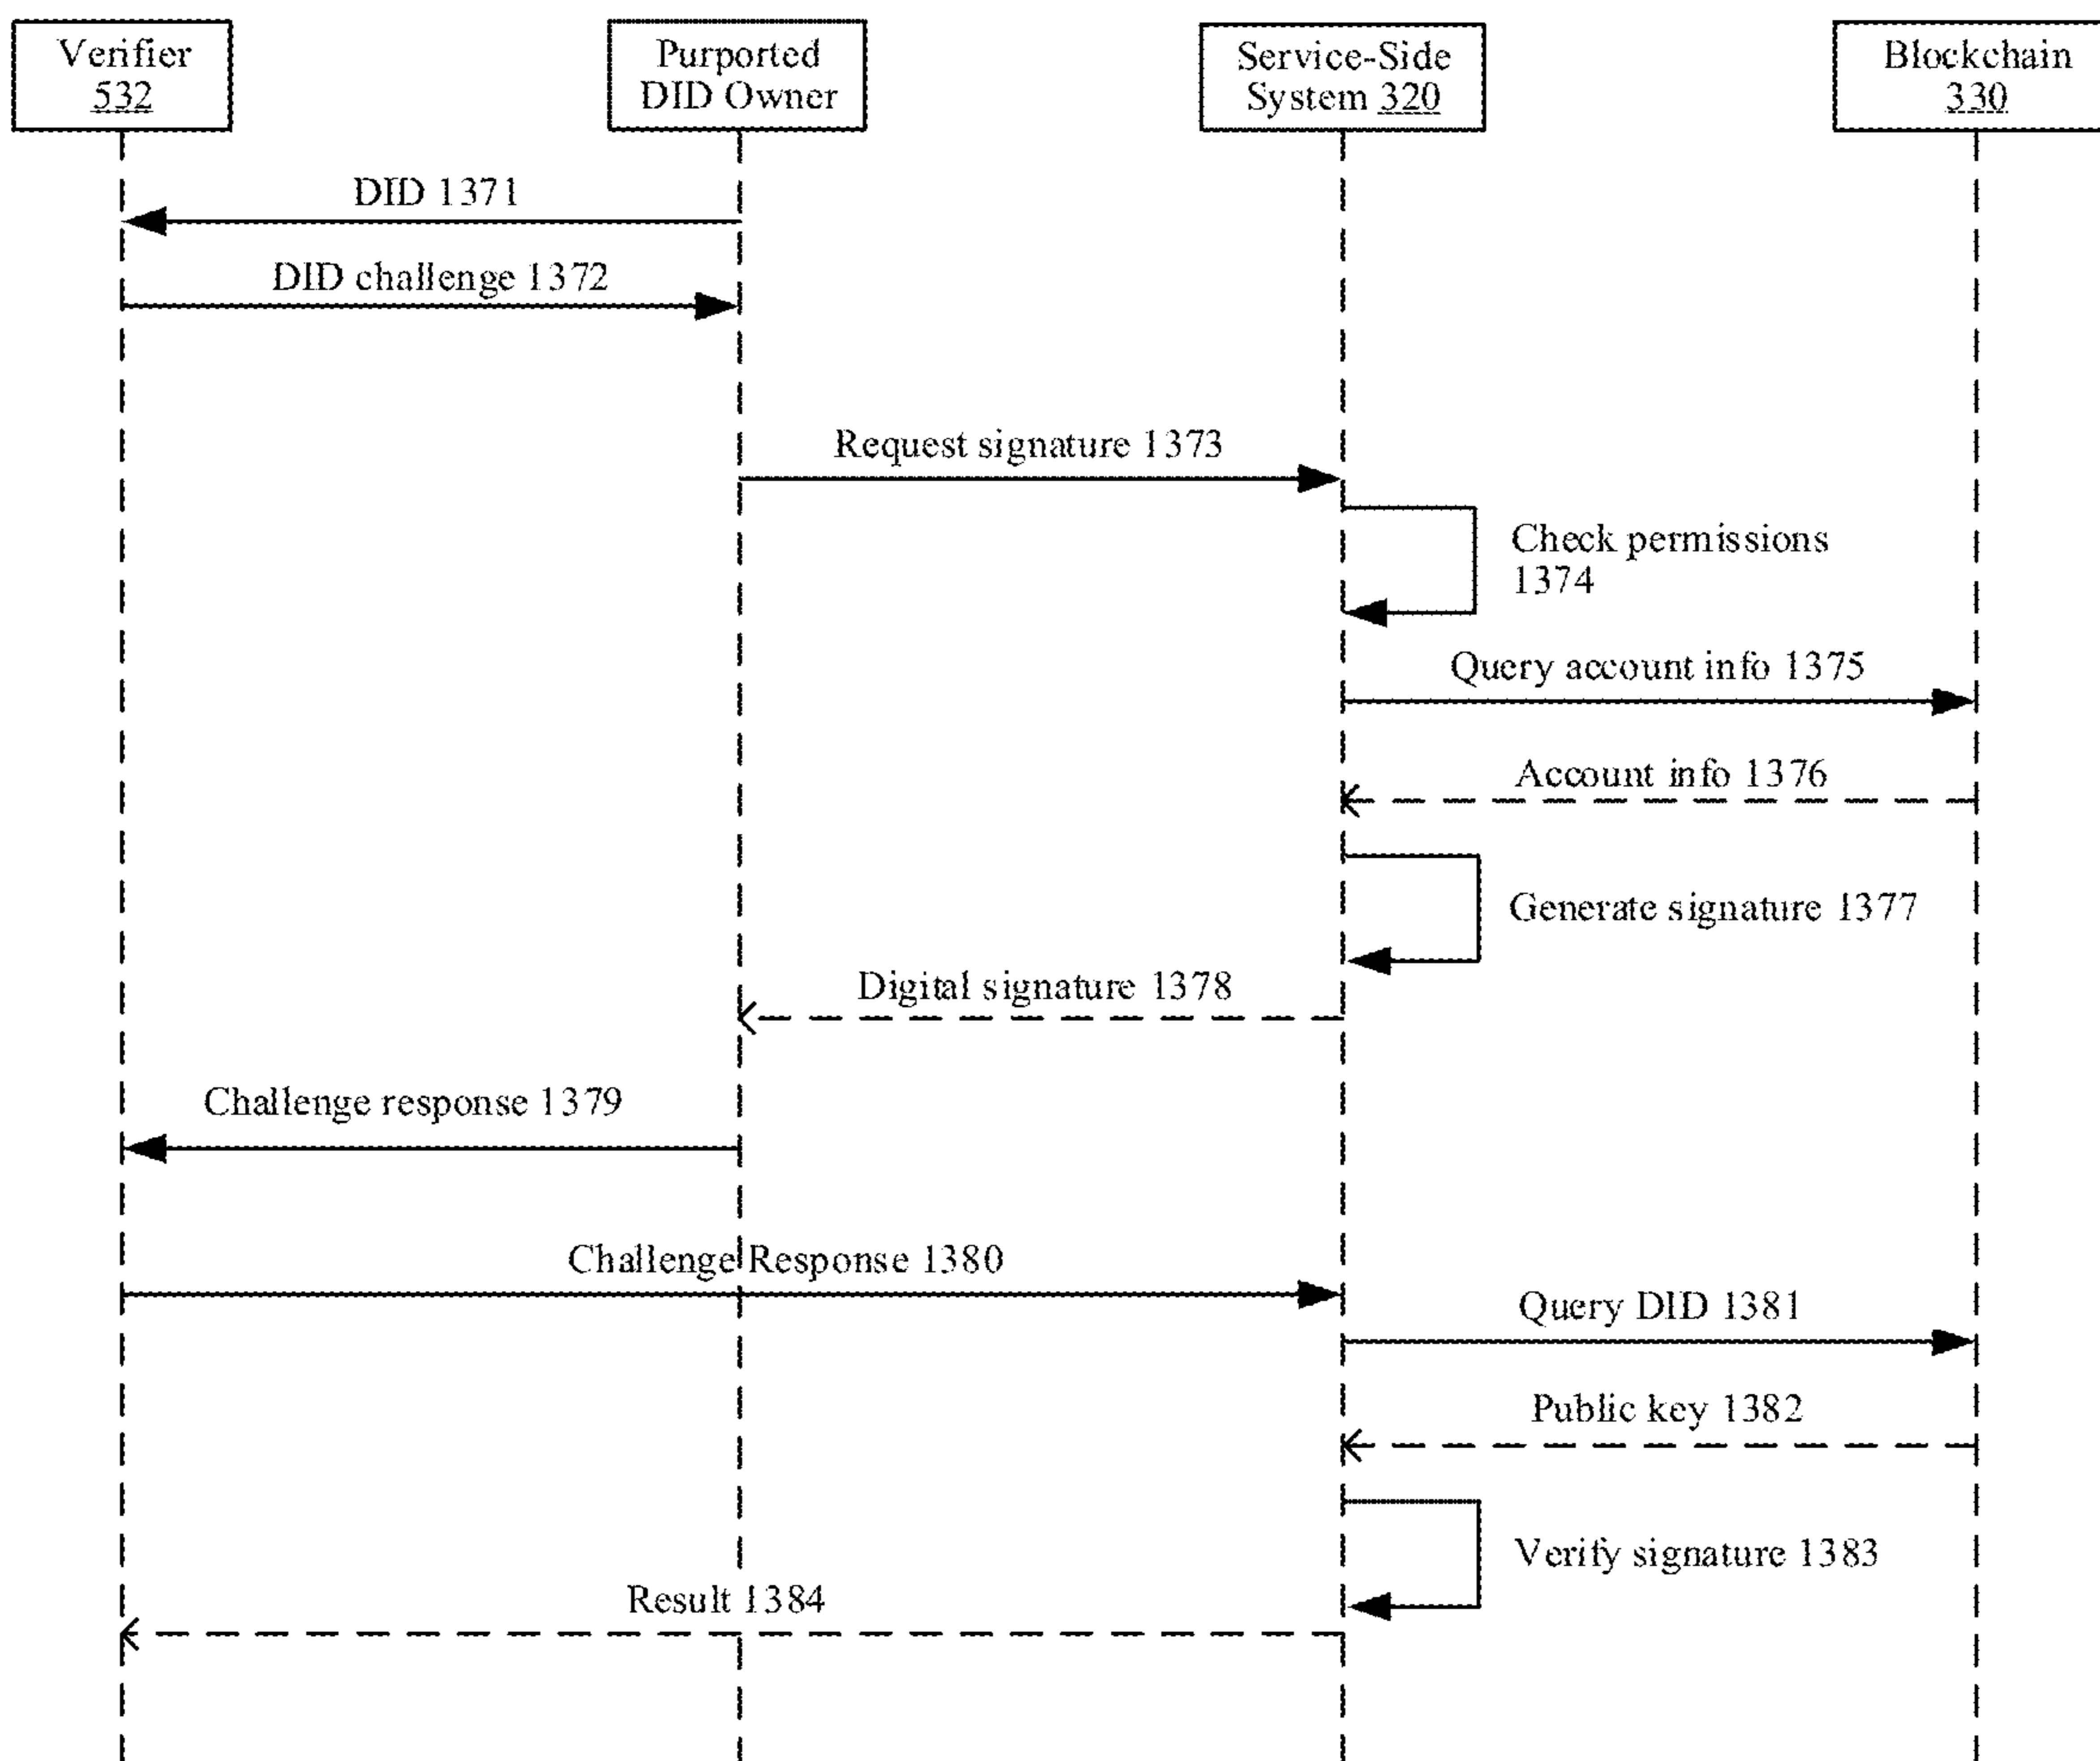 Verifier
532
Purported
DID Owner
Service-Side
System 320
Blockchain
330
DID 1371
DID challenge 1372
Request signature 1373
Check permissions
1374
Query account info 1375
Account info 1376
Generate signature 1377
Digital signature 1378
Challenge response 1379
Challenge Response 1380
Query DID 1381
Public key 1382
Verify signature 1383
Result 1384